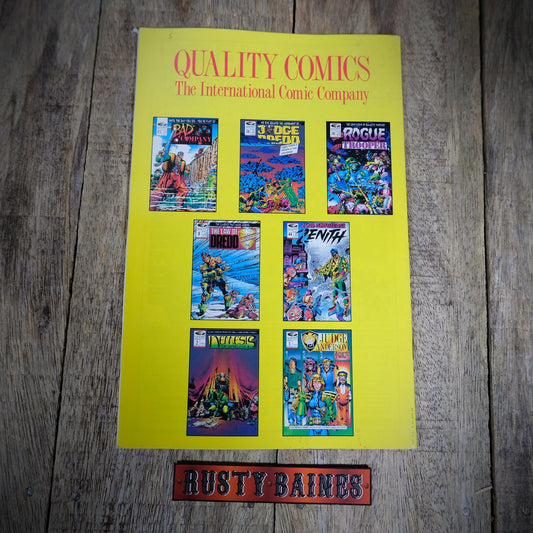 QUALITY COMICS
The International Comic Company
BAD COMPANY
JUDGE DREDD
ROGUE TROOPER
THE LAW OF DREDD
ZENITH
NEMESIS
JUDGE ANDERSON
RUSTY BAINES